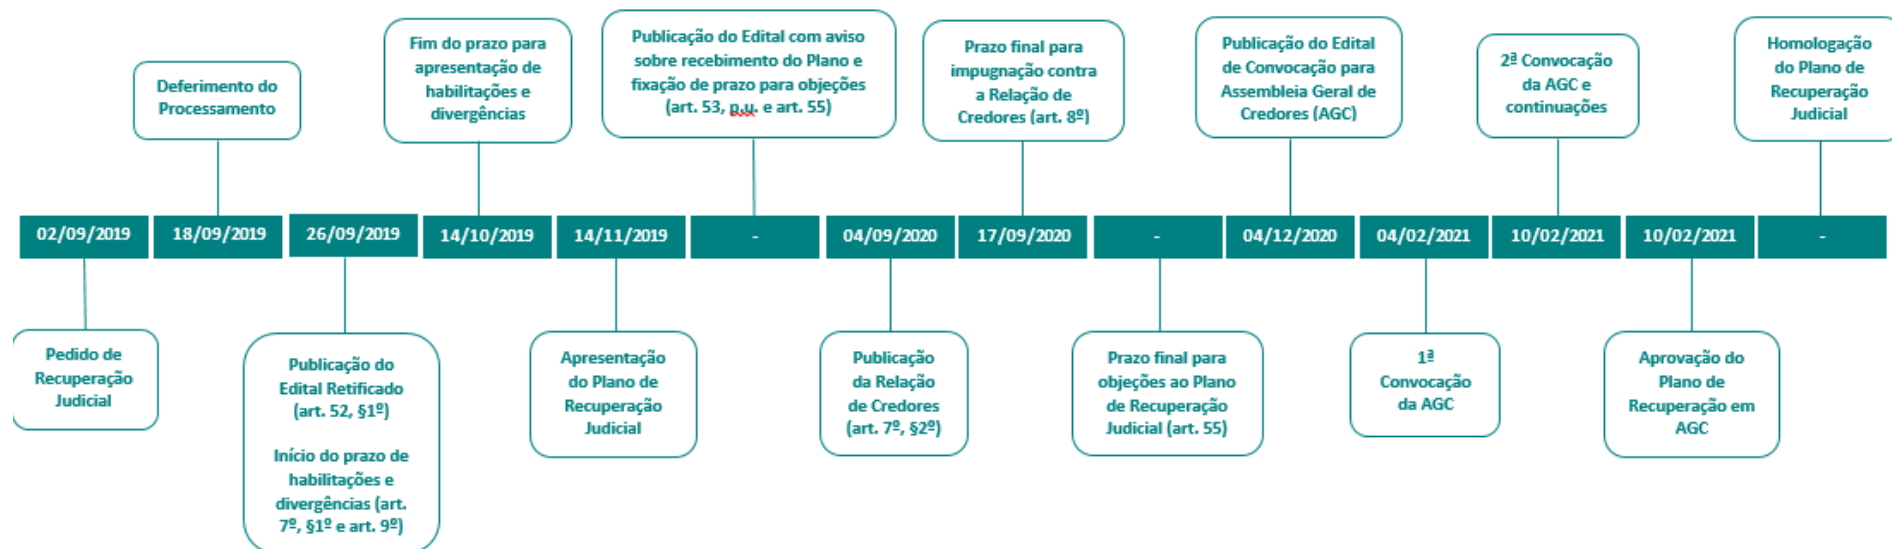 Deferimento do
Processamento
Fim do prazo para
apresentação de
habilitações e
divergências
Publicação do Edital com aviso
sobre recebimento do Plano e
fixação de prazo para objeções
(art. 53, p.u. e art. 55)
Prazo final para
impugnação contra
a Relação de
Credores (art. 8º)
Publicação do Edital
de Convocação para
Assembleia Geral de
Credores (AGC)
2ª Convocação
da AGC e
continuações
Homologação
do Plano de
Recuperação
Judicial
02/09/2019
18/09/2019
26/09/2019
14/10/2019
14/11/2019
-
04/09/2020
17/09/2020
-
04/12/2020
04/02/2021
10/02/2021
10/02/2021
-
Pedido de
Recuperação
Judicial
Publicação do
Edital Retificado
(art. 52, §1º)
Início do prazo de
habilitações e
divergências (art.
7º, §1º e art. 9º)
Apresentação
do Plano de
Recuperação
Judicial
Publicação
da Relação
de Credores
(art. 7º, §2º)
Prazo final para
objeções ao Plano
de Recuperação
Judicial (art. 55)
1ª
Convocação
da AGC
Aprovação do
Plano de
Recuperação em
AGC